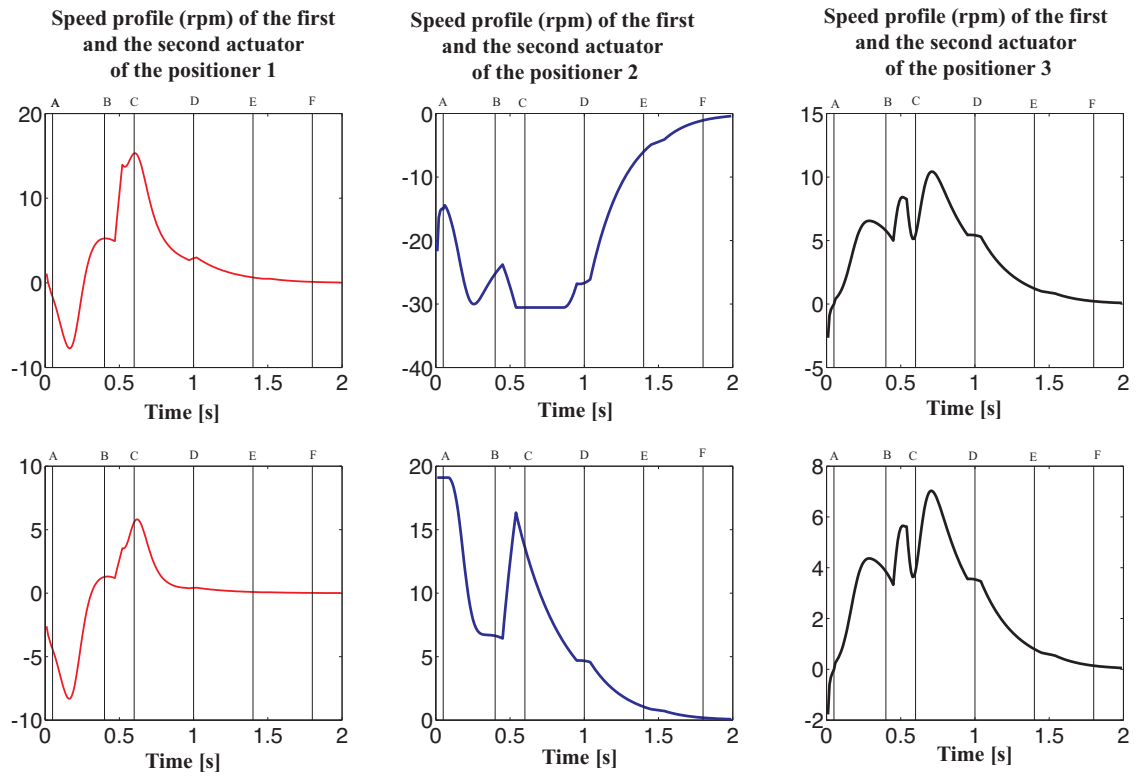 Speed profile (rpm) of the first
and the second actuator
of the positioner 1
Speed profile (rpm) of the first
and the second actuator
of the positioner 2
Speed profile (rpm) of the first
and the second actuator
of the positioner 3
A B C D E F
20
10
0
-10
0 0.5 1 1.5 2
Time [s]
A B C D E F
0
-10
-20
-30
-40
0 0.5 1 1.5 2
Time [s]
A B C D E F
15
10
5
0
-5
0 0.5 1 1.5 2
Time [s]
A B C D E F
10
5
0
-5
-10
0 0.5 1 1.5 2
Time [s]
A B C D E F
20
15
10
5
0
0 0.5 1 1.5 2
Time [s]
A B C D E F
8
6
4
2
0
-2
0 0.5 1 1.5 2
Time [s]